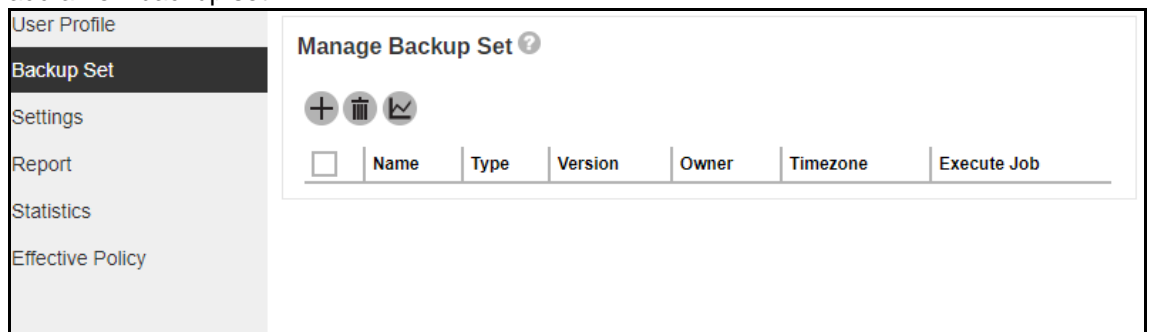 User Profile
Backup Set
Settings
Report
Statistics
Effective Policy
Manage Backup Set ?
Name Type Version Owner Timezone Execute Job